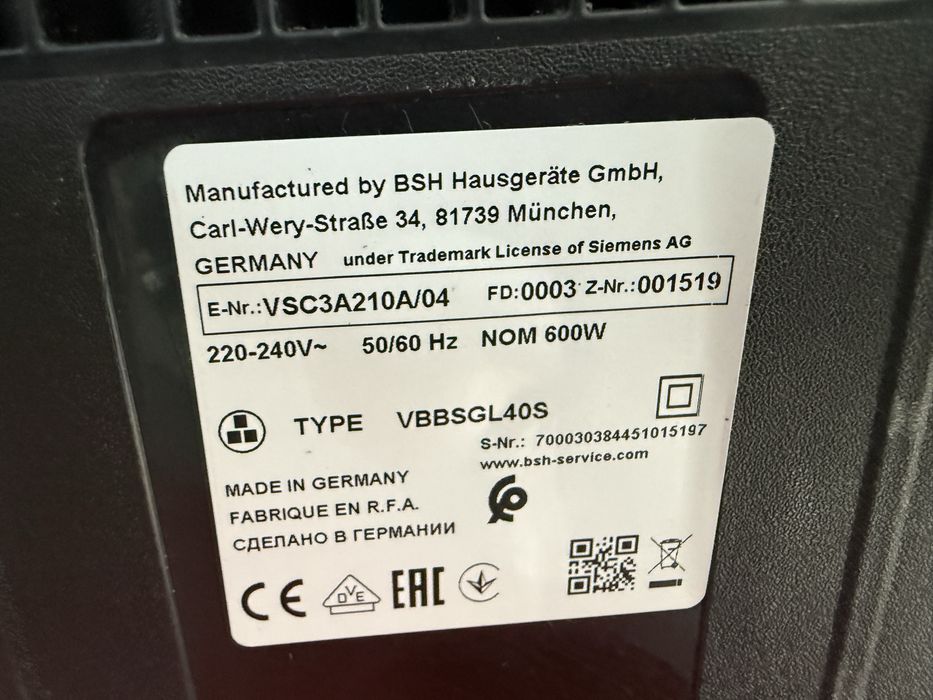 Manufactured by BSH Hausgeräte GmbH,
Carl-Wery-Straße 34, 81739 München,
GERMANY under Trademark License of Siemens AG
E-Nr.:VSC3A210A/04 FD:0003 Z-Nr.:001519
220-240V~ 50/60 Hz NOM 600W
TYPE VBBSGL40S
S-Nr.: 700030384451015197
www.bsh-service.com
MADE IN GERMANY
FABRIQUE EN R.F.A.
СДЕЛАНО В ГЕРМАНИИ
CE DVE EAC